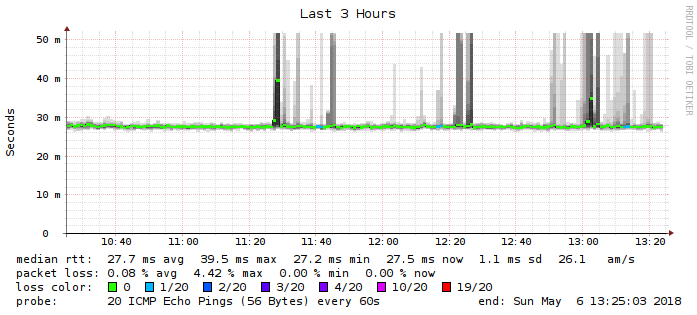 Last 3 Hours
RRDTOOL / TOBI OETIKER
Seconds
50 m
40 m
30 m
20 m
10 m
0
10:40 11:00 11:20 11:40 12:00 12:20 12:40 13:00 13:20
median rtt: 27.7 ms avg 39.5 ms max 27.2 ms min 27.5 ms now 1.1 ms sd 26.1 am/s
packet loss: 0.08 % avg 4.42 % max 0.00 % min 0.00 % now
loss color: 0 1/20 2/20 3/20 4/20 10/20 19/20
probe: 20 ICMP Echo Pings (56 Bytes) every 60s end: Sun May 6 13:25:03 2018